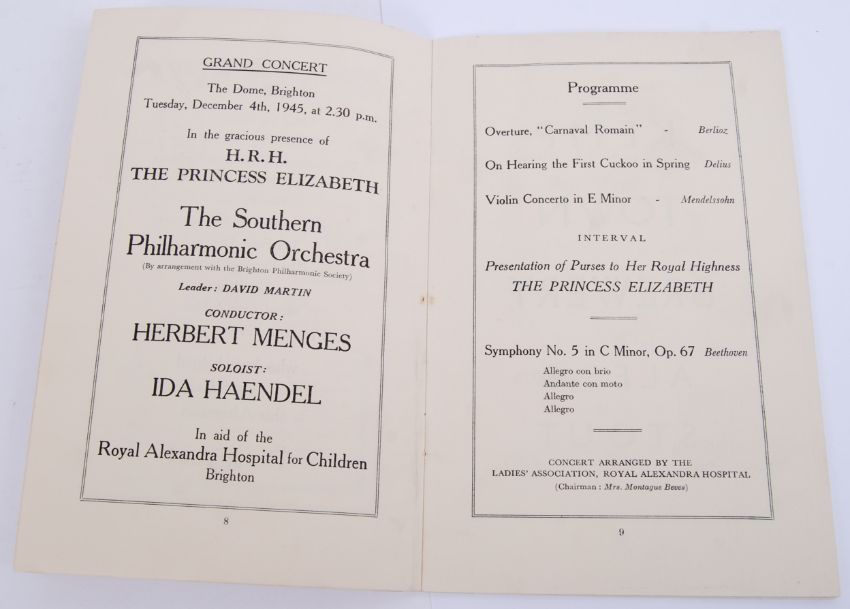 GRAND CONCERT
The Dome, Brighton
Tuesday, December 4th, 1945, at 2.30 p.m.
In the gracious presence of
H.R.H.
THE PRINCESS ELIZABETH
The Southern
Philharmonic Orchestra
(By arrangement with the Brighton Philharmonic Society)
Leader: DAVID MARTIN
CONDUCTOR:
HERBERT MENGES
SOLOIST:
IDA HAENDEL
In aid of the
Royal Alexandra Hospital for Children
Brighton
8
Programme
Overture, "Carnaval Romain" - Berlioz
On Hearing the First Cuckoo in Spring Delius
Violin Concerto in E Minor - Mendelssohn
INTERVAL
Presentation of Purses to Her Royal Highness
THE PRINCESS ELIZABETH
Symphony No. 5 in C Minor, Op. 67 Beethoven
Allegro con brio
Andante con moto
Allegro
Allegro
CONCERT ARRANGED BY THE
LADIES' ASSOCIATION, ROYAL ALEXANDRA HOSPITAL
(Chairman: Mrs. Montague Beves)
9